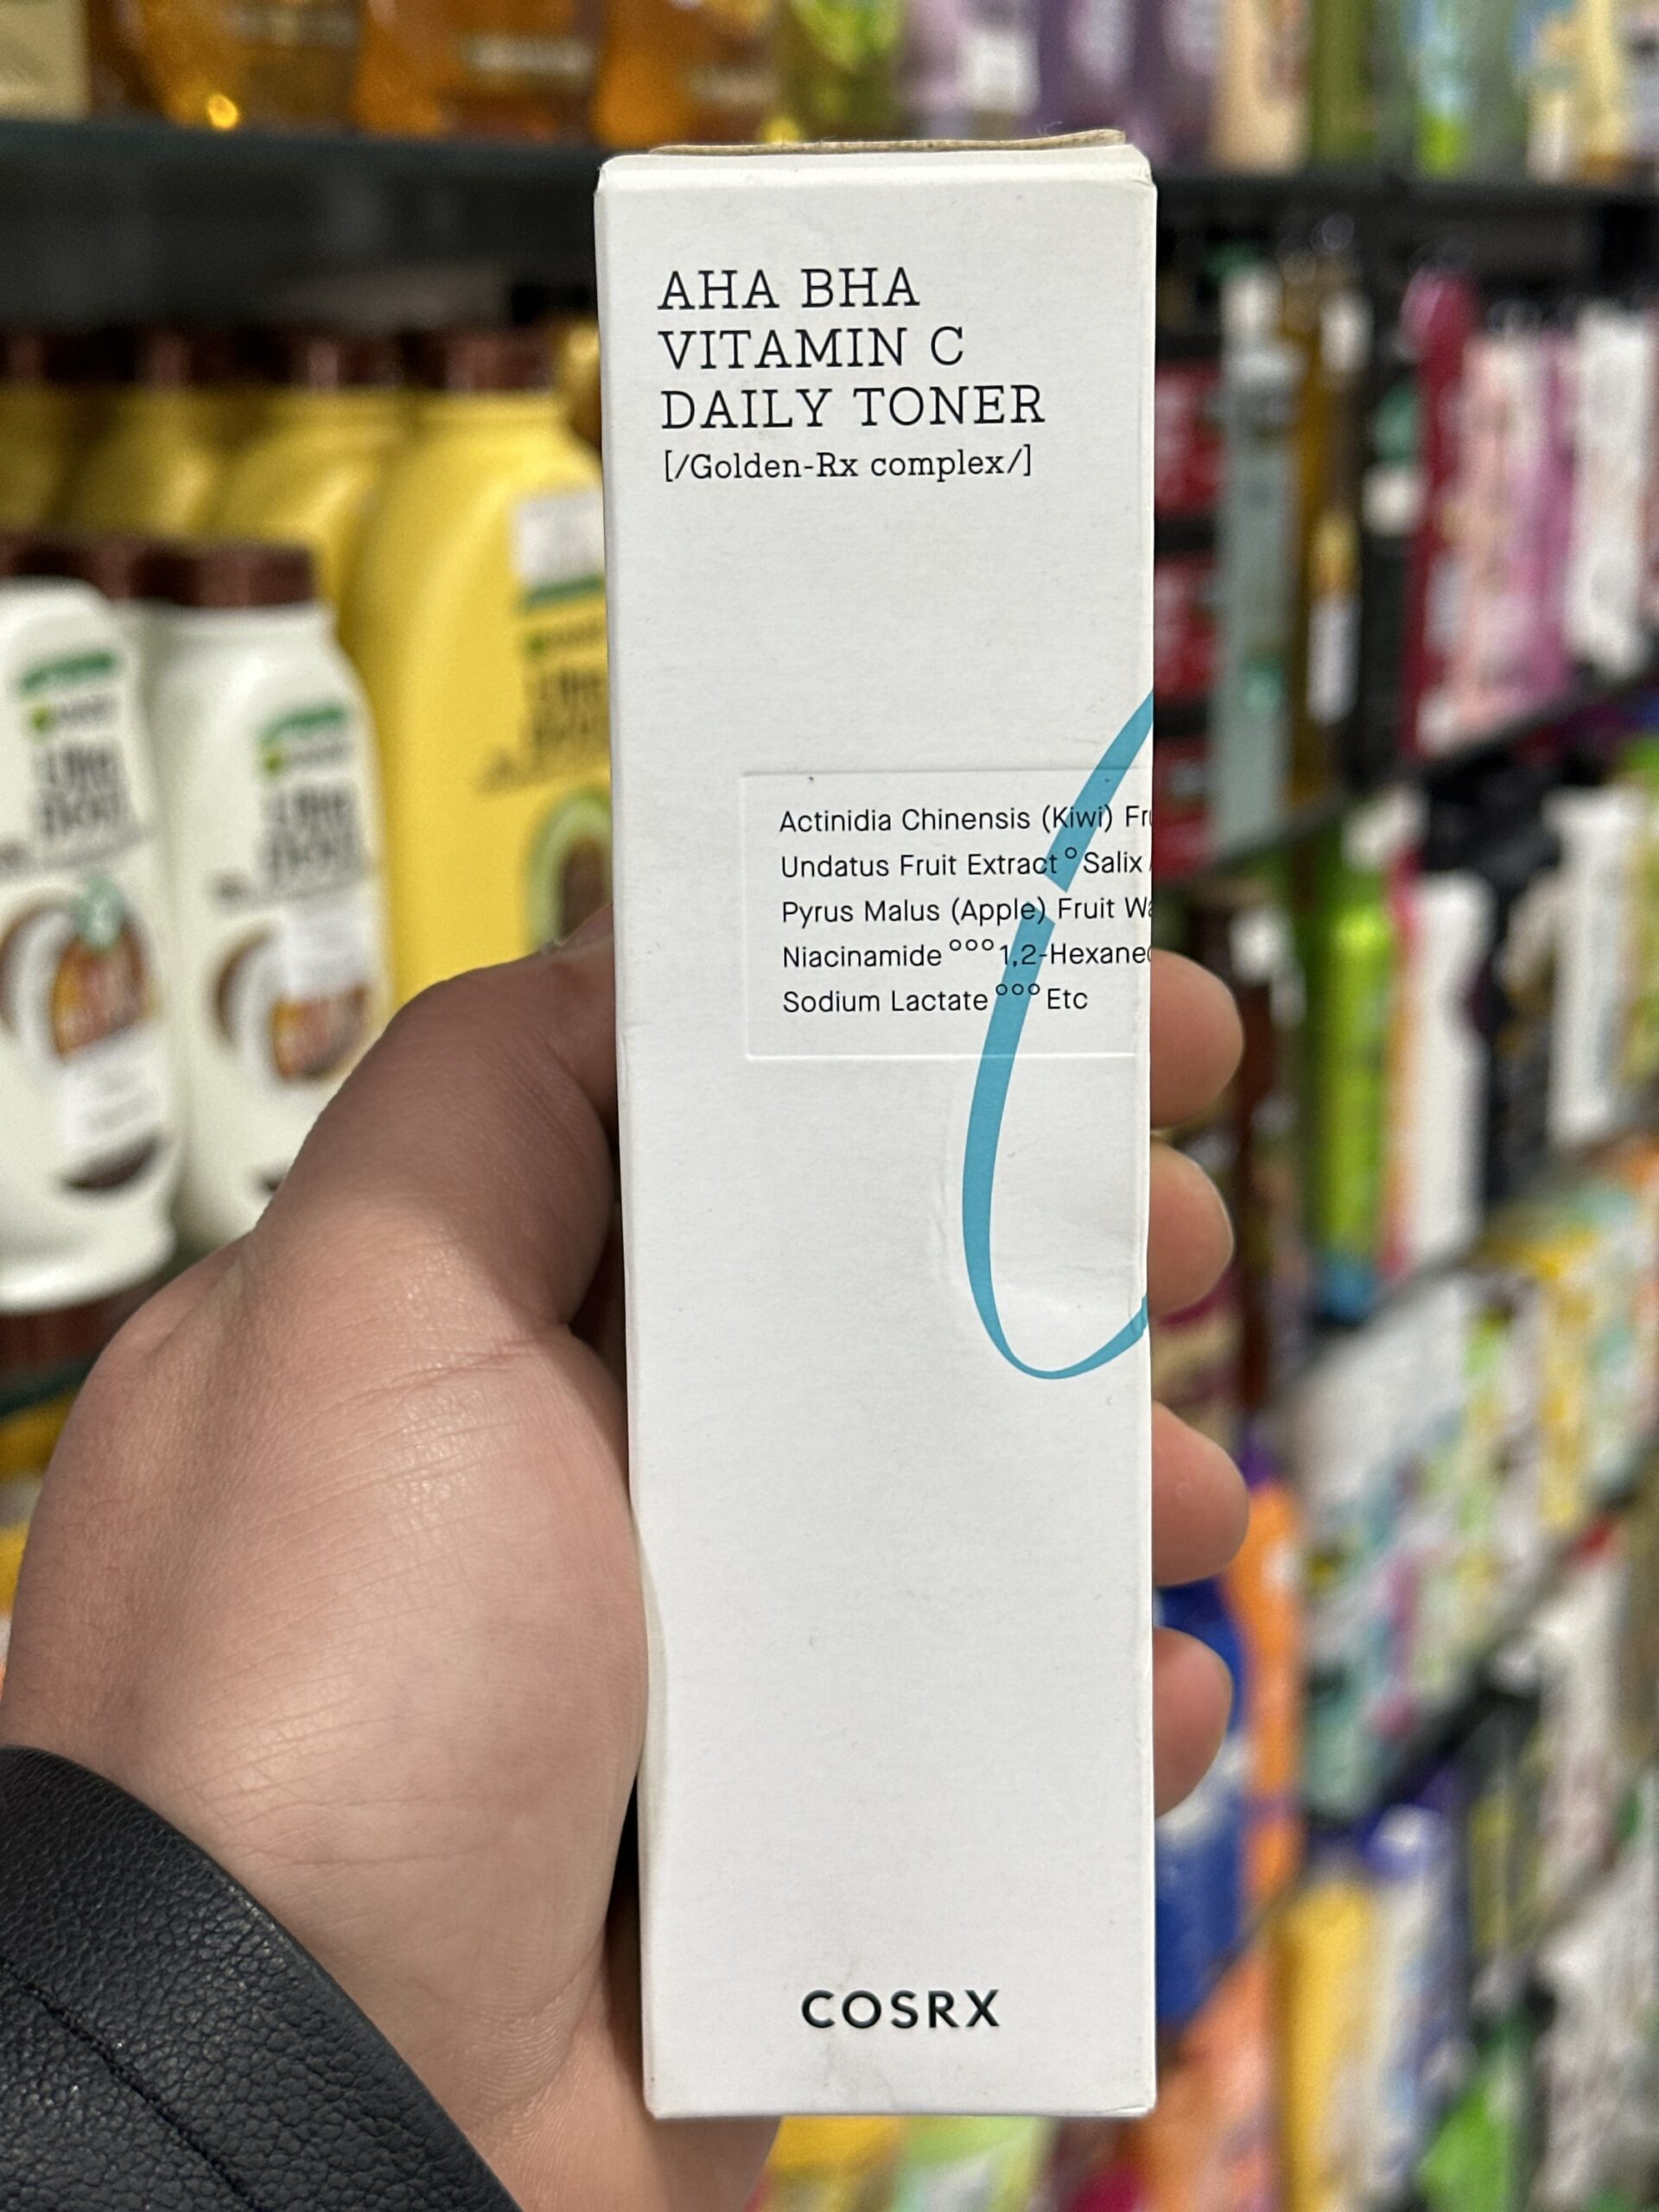 AHA BHA
VITAMIN C
DAILY TONER
[/Golden-Rx complex/]
Actinidia Chinensis (Kiwi)
Undatus Fruit Extract °Salix
Pyrus Malus (Apple) Fruit
Niacinamide °°°1,2-
Sodium Lactate °°° Etc
COSRX